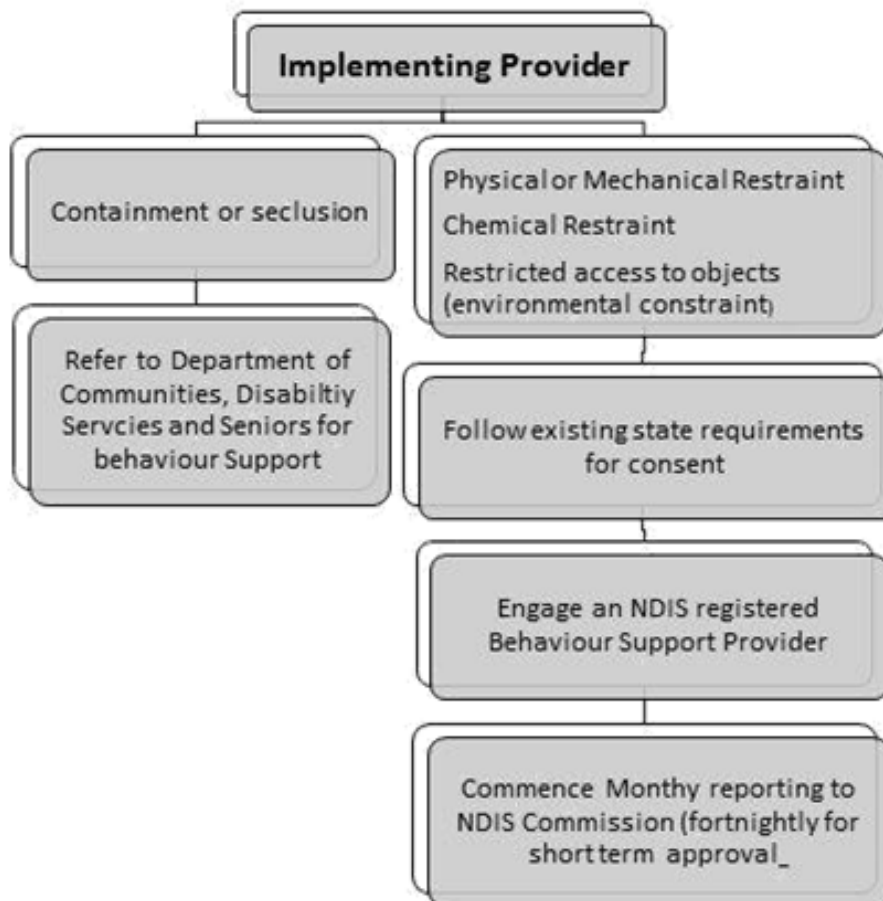 Implementing Provider
Containment or seclusion
Refer to Department of
Communities, Disabiltiy
Servcies and Seniors for
behaviour Support
Physical or Mechanical Restraint
Chemical Restraint
Restricted access to objects
(environmental constraint)
Follow existing state requirements
for consent
Engage an NDIS registered
Behaviour Support Provider
Commence Monthy reporting to
NDIS Commission (fortnightly for
short term approval_